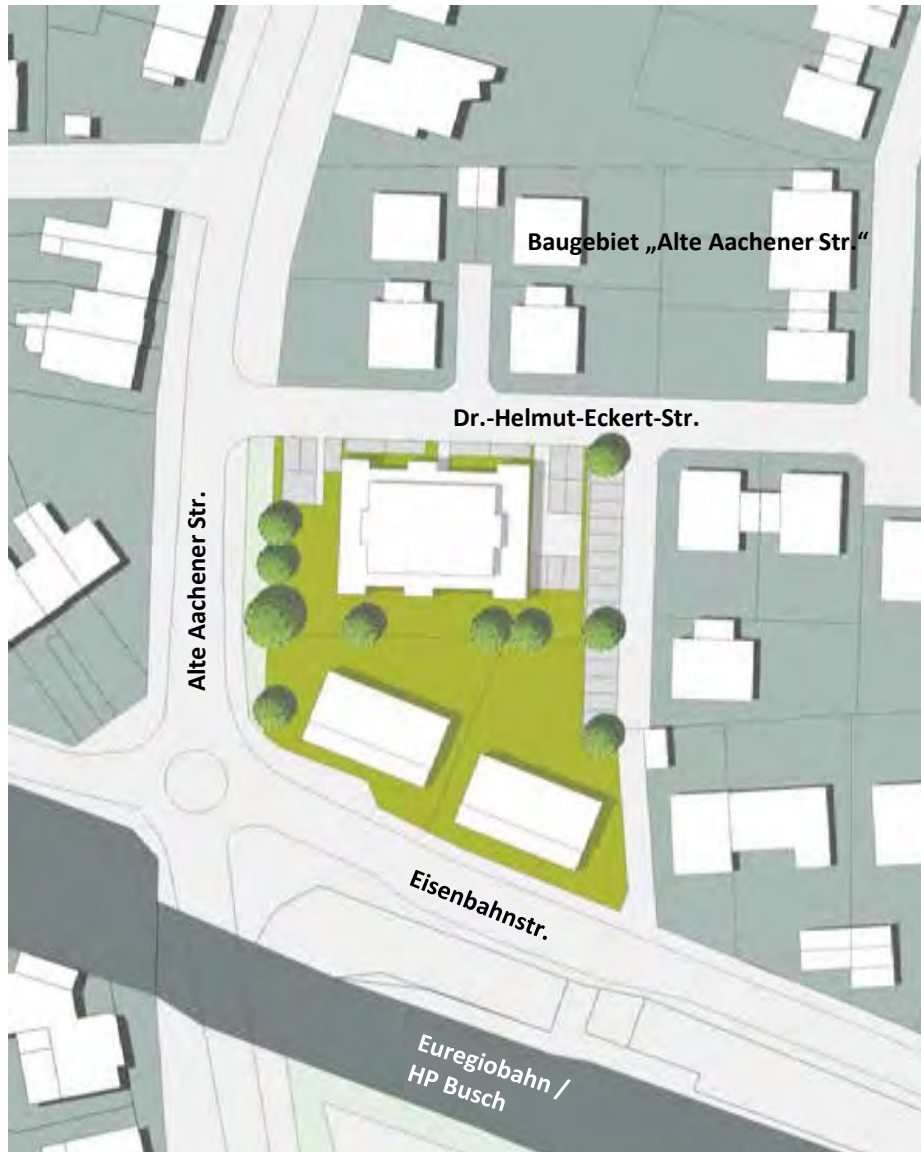 Baugebiet „Alte Aachener Str.“
Dr.-Helmut-Eckert-Str.
Alte Aachener Str.
Eisenbahnstr.
Euregiobahn /
HP Busch